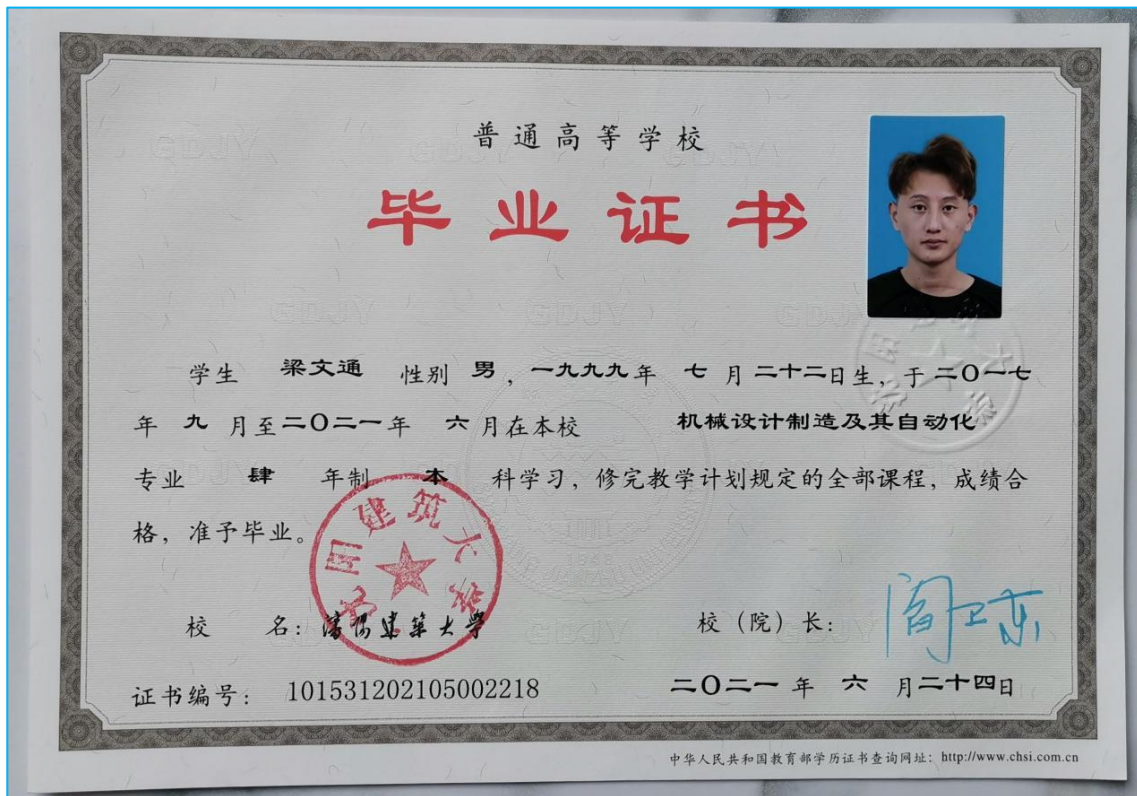 普通高等学校
毕业证书
学生 梁文通 性别 男，一九九九年 七 月二十二日生，于二〇一七
年 九 月至二〇二一年 六 月在本校 机械设计制造及其自动化
专业 肆 年制 本 科学习，修完教学计划规定的全部课程，成绩合
格，准予毕业。
建筑大
校 名：沈阳建筑大学 校（院）长：阎卫东
证书编号： 101531202105002218 二〇二一 年 六 月二十四日
中华人民共和国教育部学历证书查询网址：http://www.chsi.com.cn